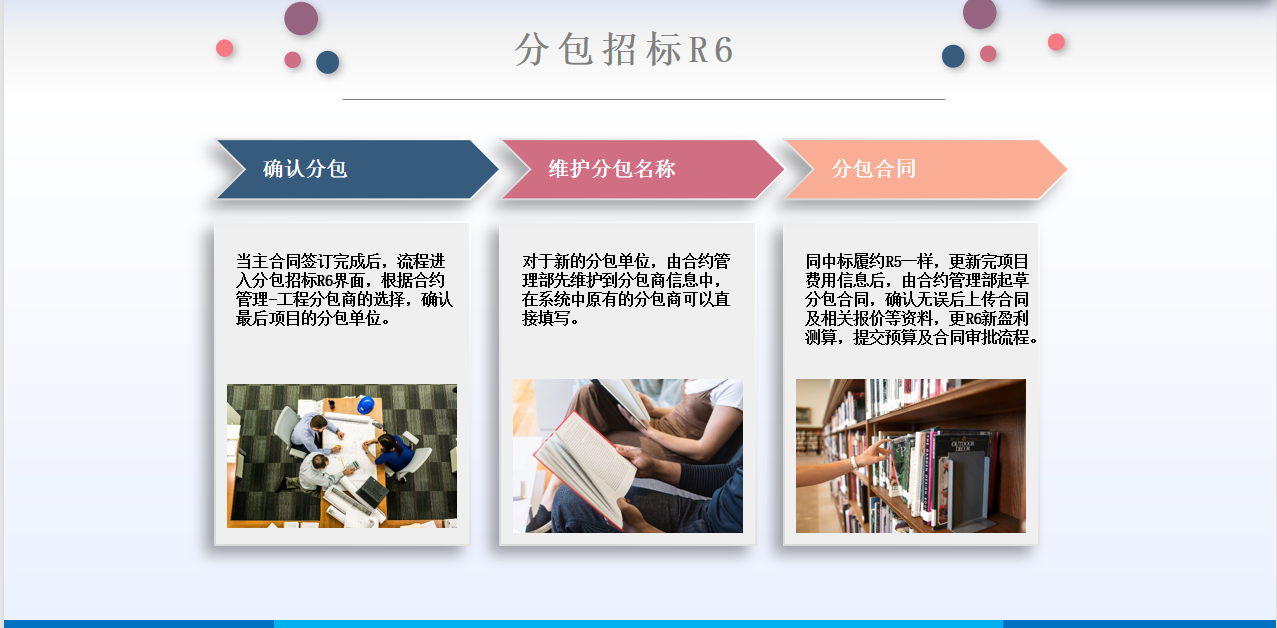 分包招标R6
确认分包
维护分包名称
分包合同
当主合同签订完成后，流程进
入分包招标R6界面，根据合约
管理-工程分包商的选择，确认
最后项目的分包单位。
对于新的分包单位，由合约管
理部先维护到分包商信息中，
在系统中原有的分包商可以直
接填写。
同中标履约R5一样，更新完项目
费用信息后，由合约管理部起草
分包合同，确认无误后上传合同
及相关报价等资料，更R6新盈利
测算，提交预算及合同审批流程。
OUTDOOR
DECOR